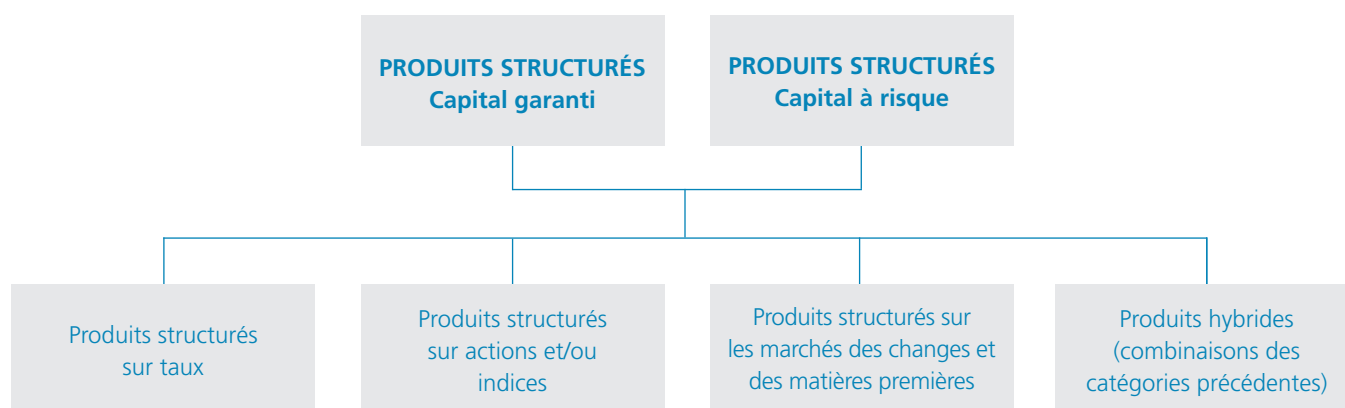 PRODUITS STRUCTURÉS
Capital garanti
PRODUITS STRUCTURÉS
Capital à risque
Produits structurés
sur taux
Produits structurés
sur actions et/ou
indices
Produits structurés sur
les marchés des changes et
des matières premières
Produits hybrides
(combinaisons des
catégories précédentes)